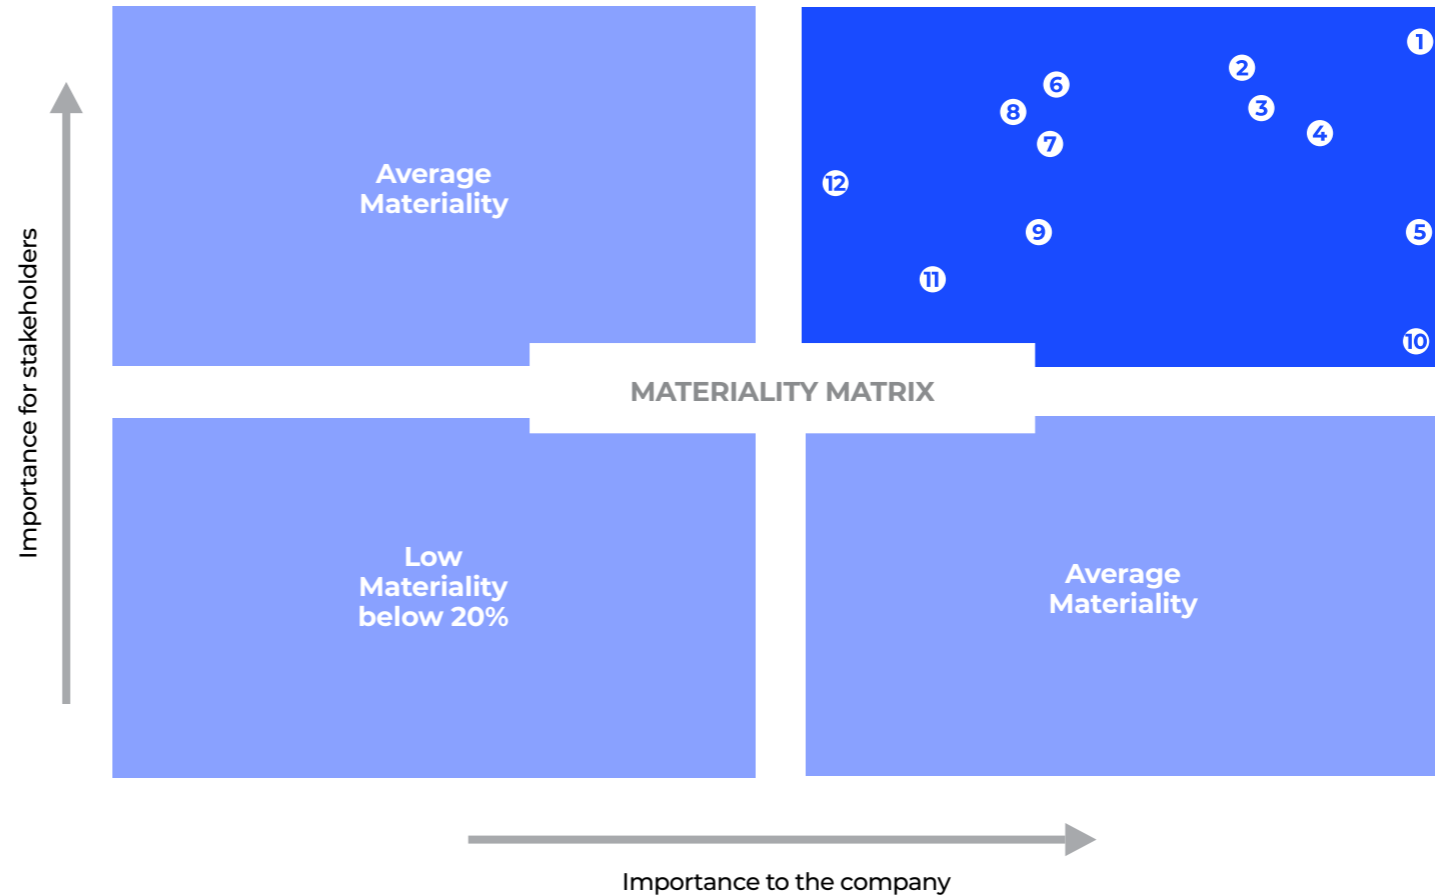 1
2
6
3
8
4
7
Average
Materiality
12
9
5
11
10
Importance for stakeholders
MATERIALITY MATRIX
Low
Materiality
below 20%
Average
Materiality
Importance to the company